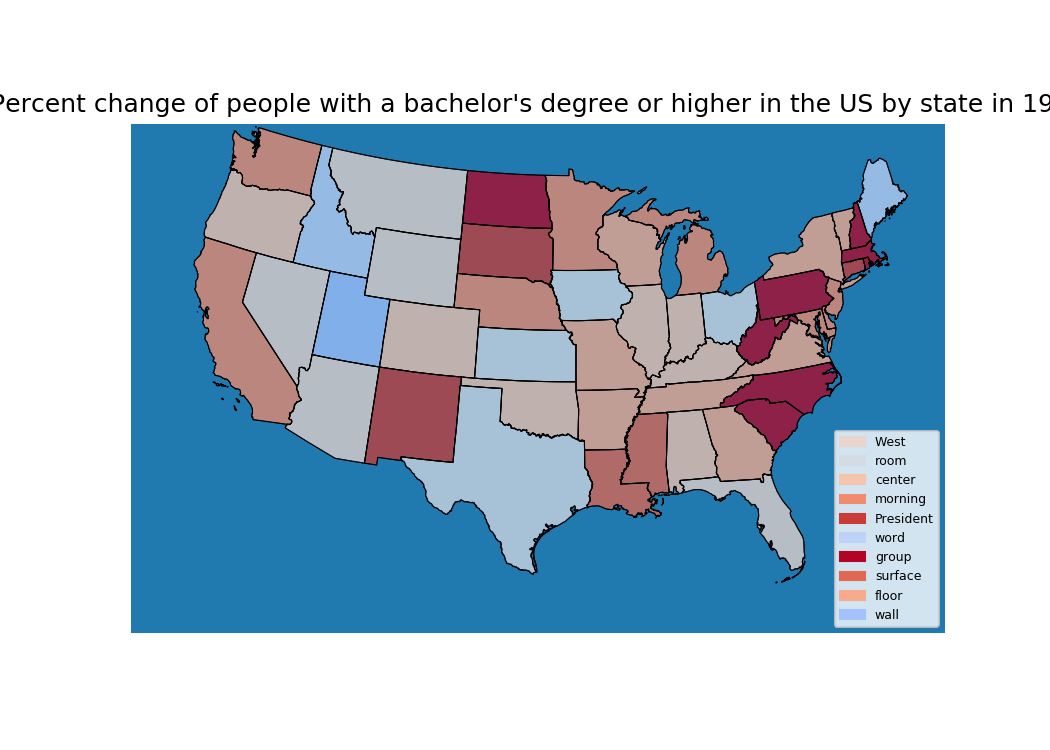 Percent change of people with a bachelor's degree or higher in the US by state in 19
West
room
center
morning
President
word
group
surface
floor
wall